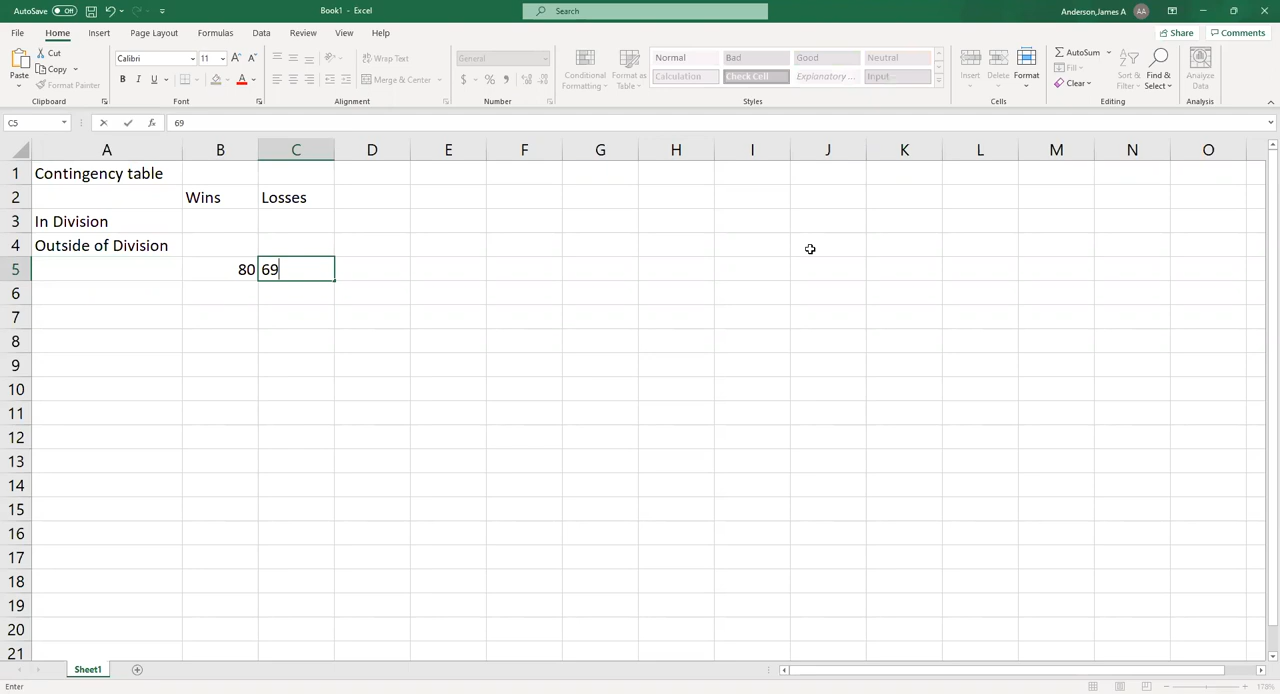 AutoSave Off Book1 - Excel Search Anderson,James A AA
File Home Insert Page Layout Formulas Data Review View Help Share Comments
Paste Cut Copy Format Painter Clipboard
Calibri 11 A A B I U A Font
Wrap Text Merge & Center Alignment
General $ % Number
Conditional Formatting Format as Table
Normal Bad Good Neutral
Calculation Check Cell Explanatory ... Input
Styles
Insert Delete Format Cells
AutoSum Fill Clear Sort & Filter Find & Select Editing
Analyze Data Analysis
C5 fx 69
A B C D E F G H I J K L M N O
1 Contingency table
2 Wins Losses
3 In Division
4 Outside of Division
5 80 69
6
7
8
9
10
11
12
13
14
15
16
17
18
19
20
21
Sheet1
Enter 178%